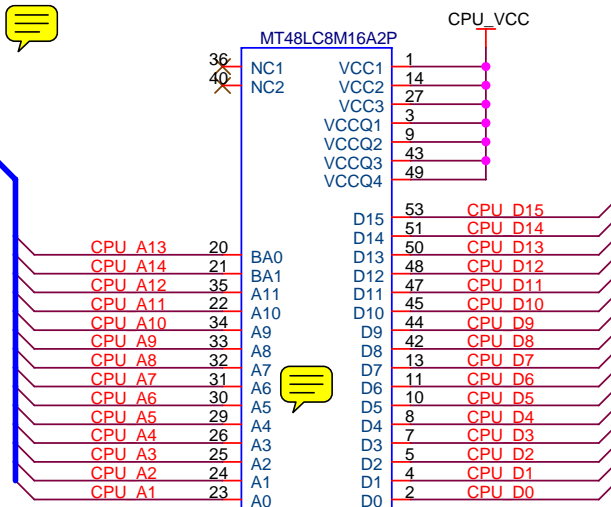 CPU_VCC
MT48LC8M16A2P
36 NC1 VCC1 1
40 NC2 VCC2 14
VCC3 27
VCCQ1 3
VCCQ2 9
VCCQ3 43
VCCQ4 49
D15 53 CPU_D15
D14 51 CPU_D14
CPU_A13 20 BA0 D13 50 CPU_D13
CPU_A14 21 BA1 D12 48 CPU_D12
CPU_A12 35 A11 D11 47 CPU_D11
CPU_A11 22 A10 D10 45 CPU_D10
CPU_A10 34 A9 D9 44 CPU_D9
CPU_A9 33 A8 D8 42 CPU_D8
CPU_A8 32 A7 D7 13 CPU_D7
CPU_A7 31 A6 D6 11 CPU_D6
CPU_A6 30 A5 D5 10 CPU_D5
CPU_A5 29 A4 D4 8 CPU_D4
CPU_A4 26 A3 D3 7 CPU_D3
CPU_A3 25 A2 D2 5 CPU_D2
CPU_A2 24 A1 D1 4 CPU_D1
CPU_A1 23 A0 D0 2 CPU_D0